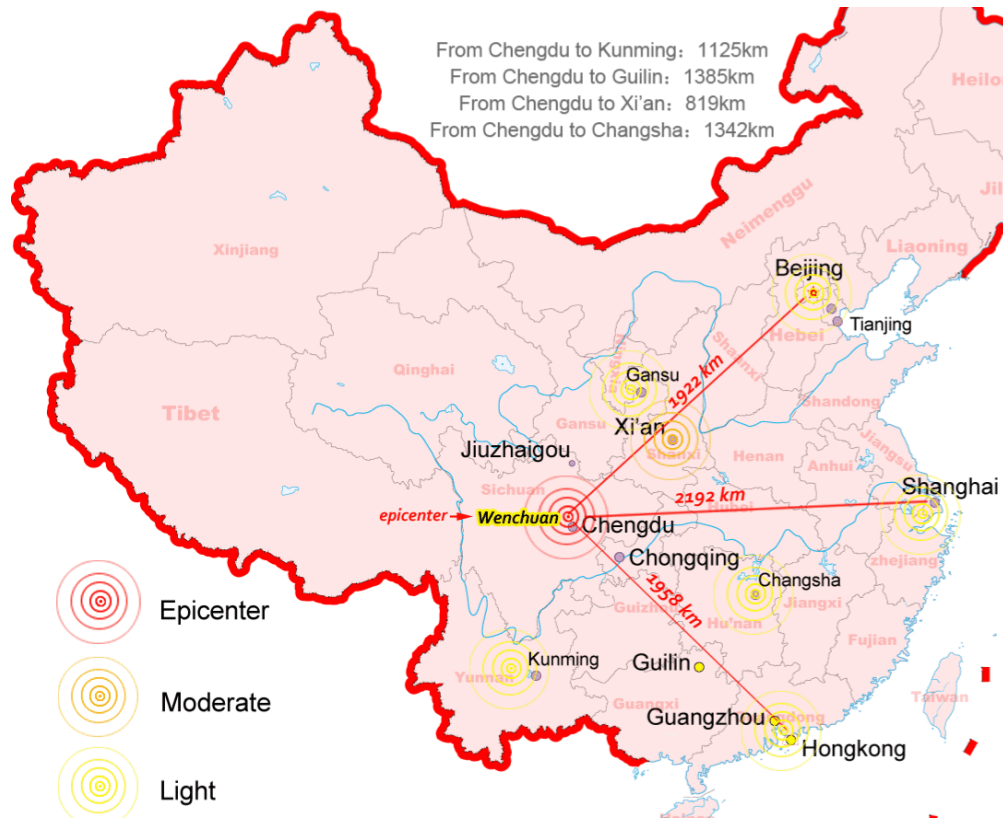 From Chengdu to Kunming： 1125km
From Chengdu to Guilin： 1385km
From Chengdu to Xi’an： 819km
From Chengdu to Changsha： 1342km
Heilon
Neimenggu
Jil
Xinjiang
Liaoning
Beijing
Tianjing
Hebei
Ningxia
Shanxi
1922 km
Qinghai
Gansu
Shandong
Tibet
Gansu
Xi’an
Shanxi
Henan
Jiangsu
Jiuzhaigou
Anhui
Sichuan
2192 km
Shanghai
Hubei
epicenter
Wenchuan
Chengdu
Chongqing
zhejiang
Changsha
Epicenter
1958 km
Guizhou
Jiangxi
Hu’nan
Fujian
Kunming
Yunnan
Guilin
Moderate
Guangxi
Taiwan
Guangzhou
dong
Hongkong
Light